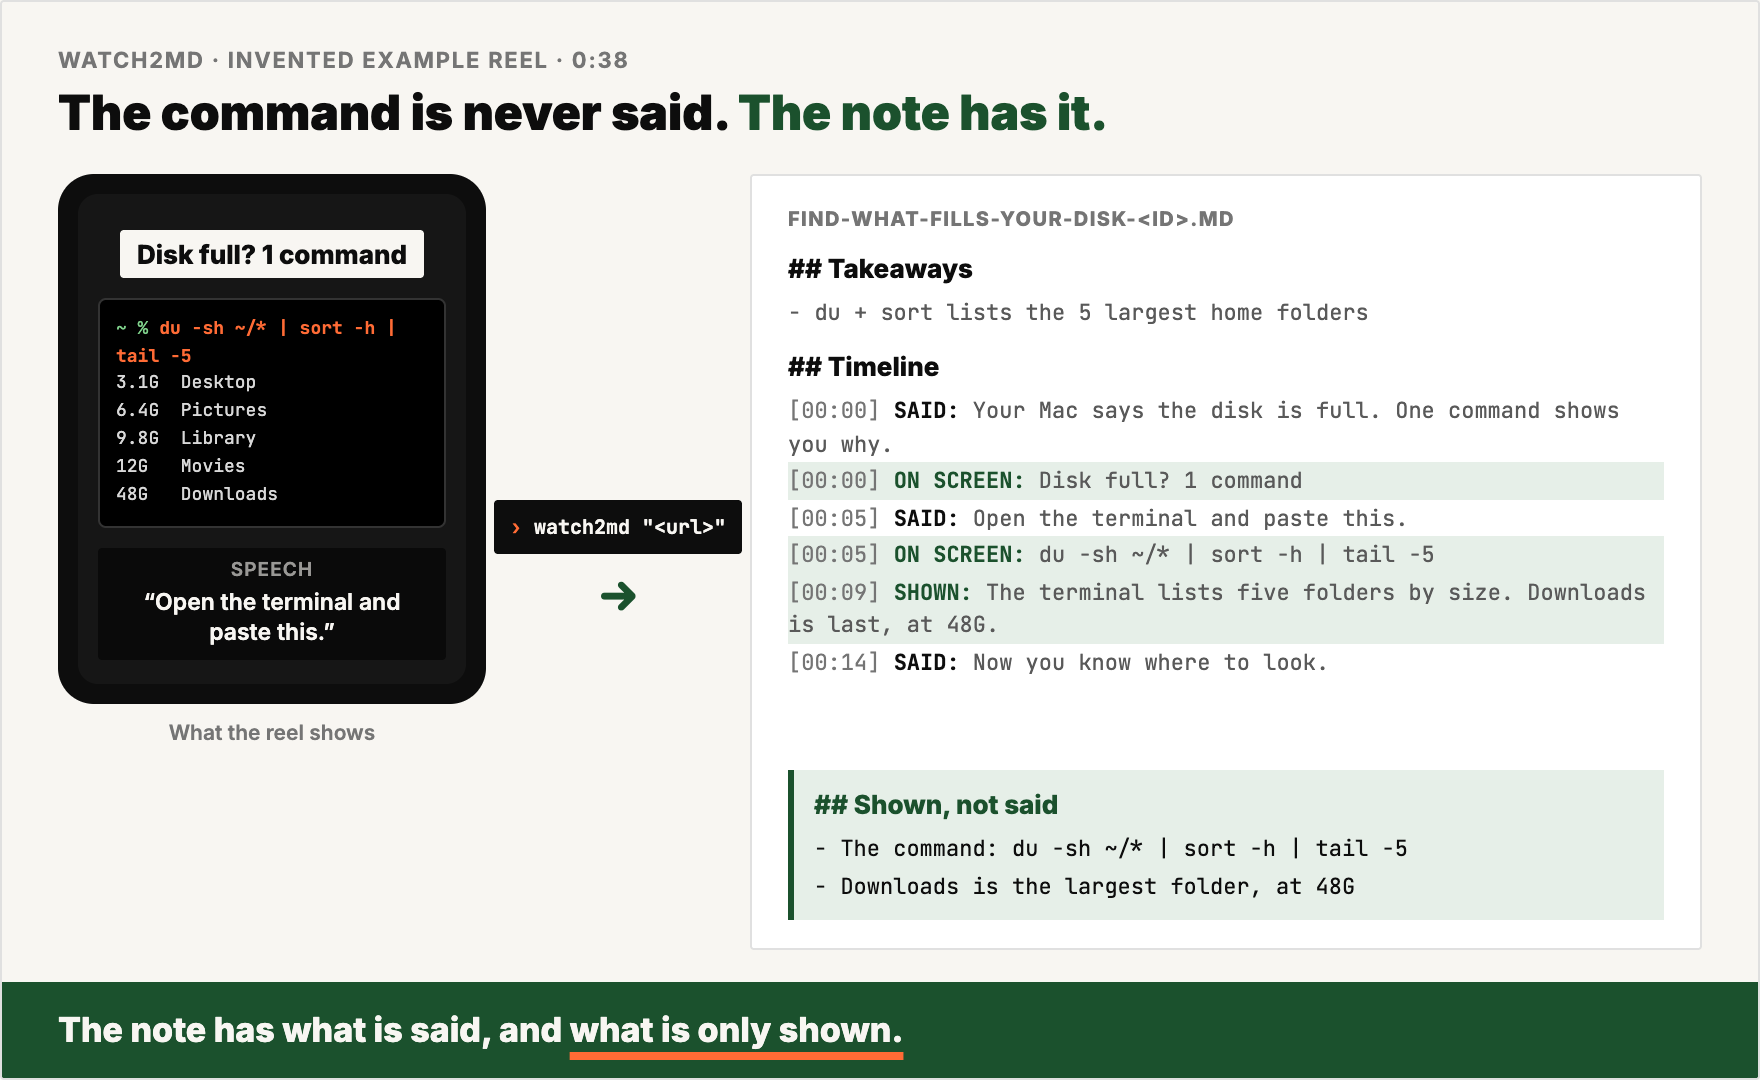 WATCH2MD · INVENTED EXAMPLE REEL · 0:38
The command is never said. The note has it.
Disk full? 1 command
~ % du -sh ~/* | sort -h |
tail -5
3.1G Desktop
6.4G Pictures
9.8G Library
12G Movies
48G Downloads
SPEECH
“Open the terminal and
paste this.”
What the reel shows
› watch2md "<url>"
→
FIND-WHAT-FILLS-YOUR-DISK-<ID>.MD
## Takeaways
- du + sort lists the 5 largest home folders
## Timeline
[00:00] SAID: Your Mac says the disk is full. One command shows
you why.
[00:00] ON SCREEN: Disk full? 1 command
[00:05] SAID: Open the terminal and paste this.
[00:05] ON SCREEN: du -sh ~/* | sort -h | tail -5
[00:09] SHOWN: The terminal lists five folders by size. Downloads
is last, at 48G.
[00:14] SAID: Now you know where to look.
## Shown, not said
- The command: du -sh ~/* | sort -h | tail -5
- Downloads is the largest folder, at 48G
The note has what is said, and what is only shown.